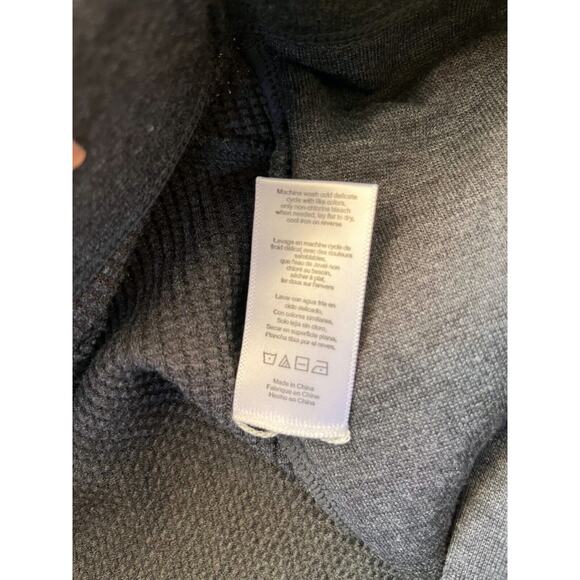 Machine wash cold delicate
cycle with like colors,
only non-chlorine bleach
when needed, lay flat to dry,
cool iron on reverse
Lavage en machine cycle de
froid délicat avec des couleurs
semblables,
que l'eau de Javel non
chloré au besoin,
sécher à plat,
fer doux sur l'envers
Lavar con agua fría en
ciclo delicado,
Con colores similares,
Solo lejía sin cloro,
Secar en superficie plana,
Plancha tibia por el reves.
Made in China
Fabrique en Chine
Hecho en China